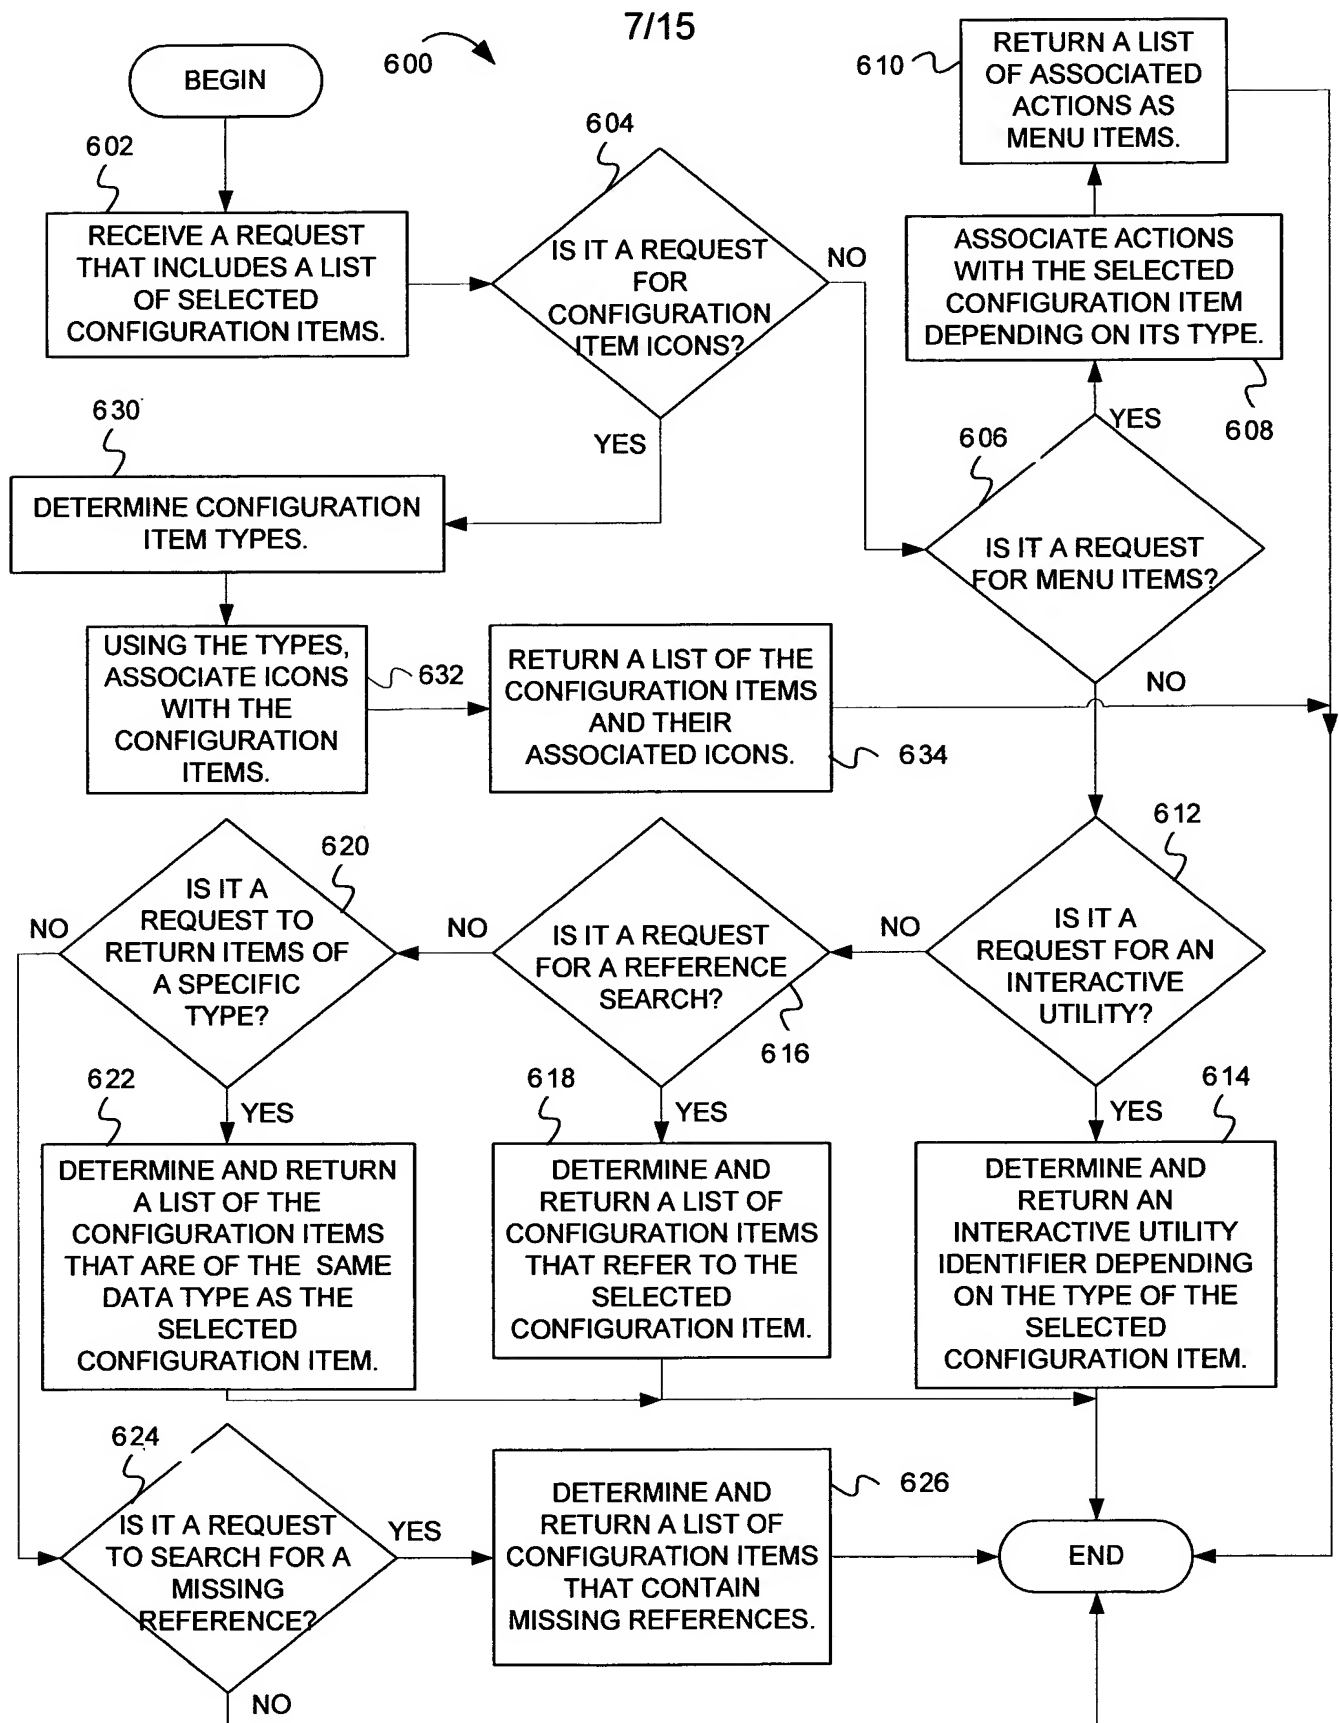 7/15
600
BEGIN
602
RECEIVE A REQUEST
THAT INCLUDES A LIST
OF SELECTED
CONFIGURATION ITEMS.
604
IS IT A REQUEST
FOR
CONFIGURATION
ITEM ICONS?
NO
YES
610
RETURN A LIST
OF ASSOCIATED
ACTIONS AS
MENU ITEMS.
ASSOCIATE ACTIONS
WITH THE SELECTED
CONFIGURATION ITEM
DEPENDING ON ITS TYPE.
608
YES
606
IS IT A REQUEST
FOR MENU ITEMS?
NO
630
DETERMINE CONFIGURATION
ITEM TYPES.
USING THE TYPES,
ASSOCIATE ICONS
WITH THE
CONFIGURATION
ITEMS.
632
RETURN A LIST OF THE
CONFIGURATION ITEMS
AND THEIR
ASSOCIATED ICONS.
634
612
IS IT A
REQUEST FOR AN
INTERACTIVE
UTILITY?
NO
YES
614
DETERMINE AND
RETURN AN
INTERACTIVE UTILITY
IDENTIFIER DEPENDING
ON THE TYPE OF THE
SELECTED
CONFIGURATION ITEM.
IS IT A REQUEST
FOR A REFERENCE
SEARCH?
616
NO
YES
618
DETERMINE AND
RETURN A LIST OF
CONFIGURATION ITEMS
THAT REFER TO THE
SELECTED
CONFIGURATION ITEM.
620
IS IT A
REQUEST TO
RETURN ITEMS OF
A SPECIFIC
TYPE?
NO
YES
622
DETERMINE AND RETURN
A LIST OF THE
CONFIGURATION ITEMS
THAT ARE OF THE SAME
DATA TYPE AS THE
SELECTED
CONFIGURATION ITEM.
624
IS IT A REQUEST
TO SEARCH FOR A
MISSING
REFERENCE?
YES
NO
DETERMINE AND
RETURN A LIST OF
CONFIGURATION ITEMS
THAT CONTAIN
MISSING REFERENCES.
626
END